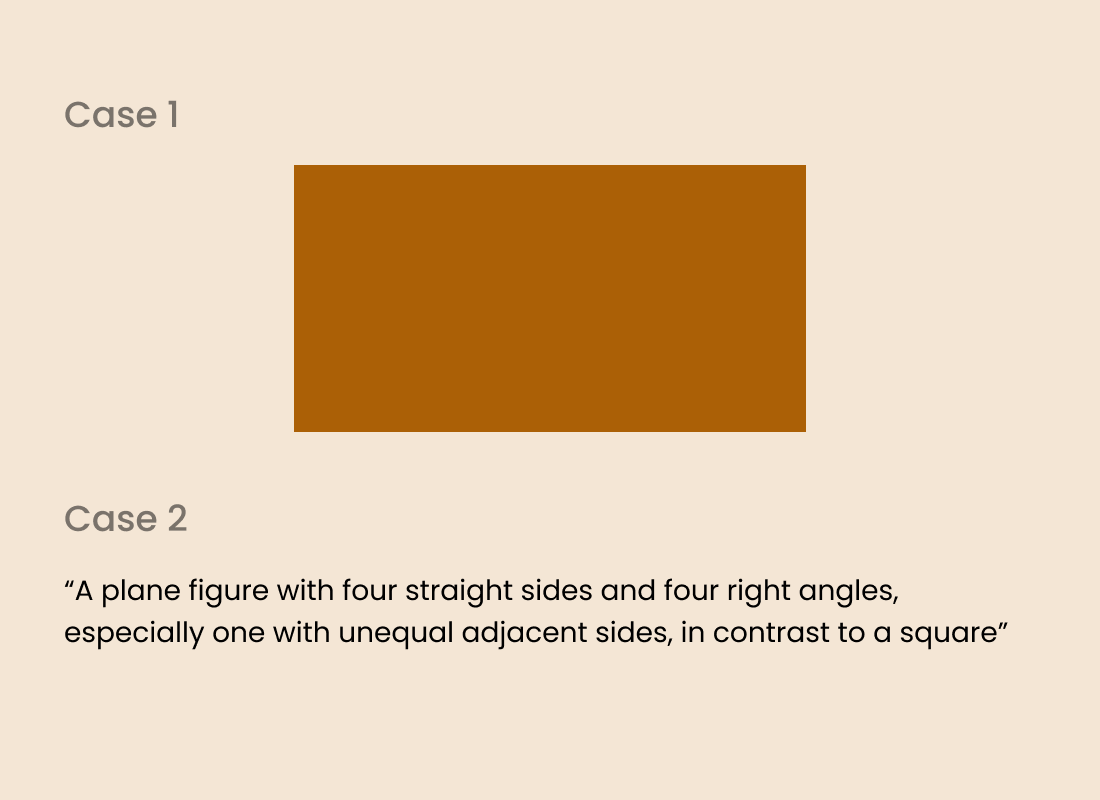 Case 1
Case 2
“A plane figure with four straight sides and four right angles,
especially one with unequal adjacent sides, in contrast to a square”